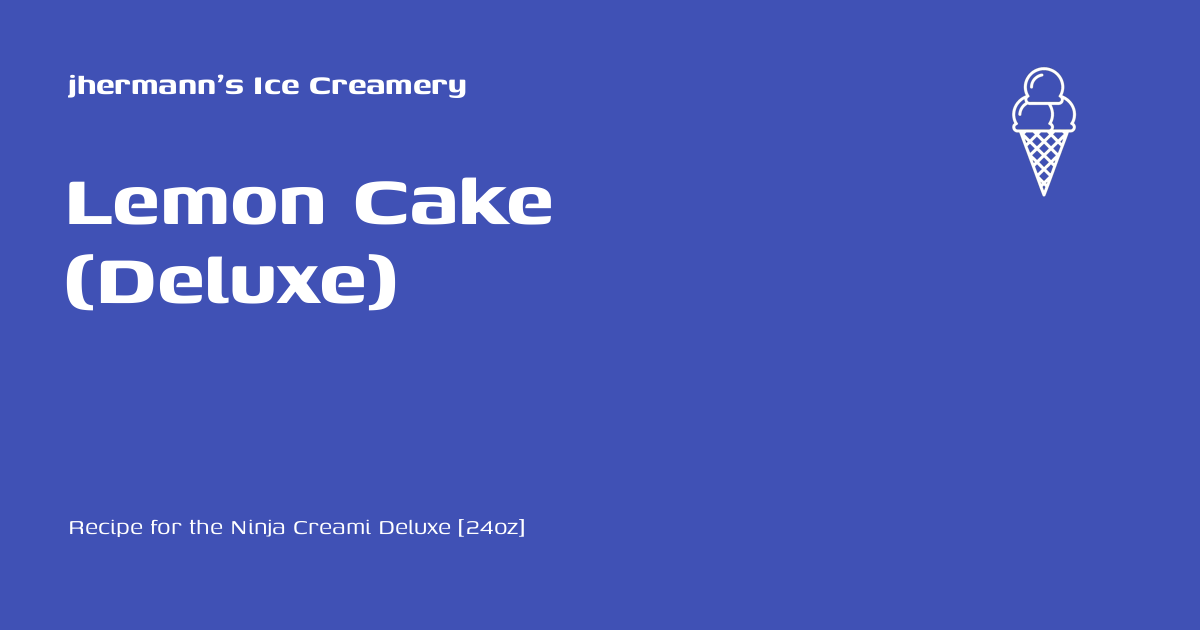 jhermann's Ice Creamery
Lemon Cake
(Deluxe)
Recipe for the Ninja Creami Deluxe [24oz]